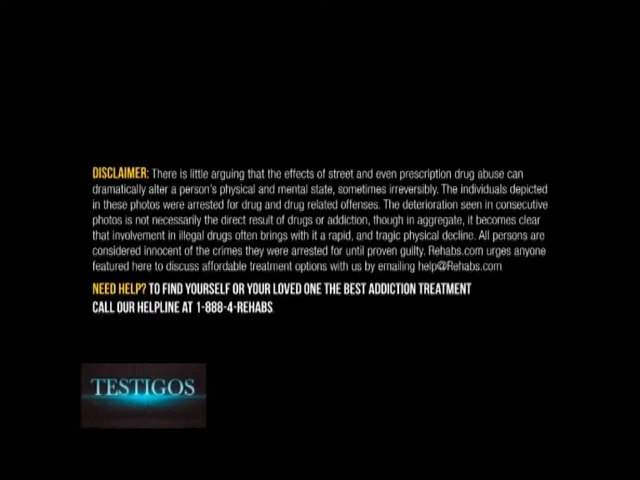 DISCLAIMER: There is little arguing that the effects of street and even prescription drug abuse can
dramatically alter a person's physical and mental state, sometimes irreversibly. The individuals depicted
in these photos were arrested for drug and drug related offenses. The deterioration seen in consecutive
photos is not necessarily the direct result of drugs or addiction, though in aggregate, it becomes clear
that involvement in illegal drugs often brings with it a rapid, and tragic physical decline. All persons are
considered innocent of the crimes they were arrested for until proven guilty. Rehabs.com urges anyone
featured here to discuss affordable treatment options with us by emailing help@Rehabs.com
NEED HELP? TO FIND YOURSELF OR YOUR LOVED ONE THE BEST ADDICTION TREATMENT
CALL OUR HELPLINE AT 1-888-4-REHABS
TESTIGOS